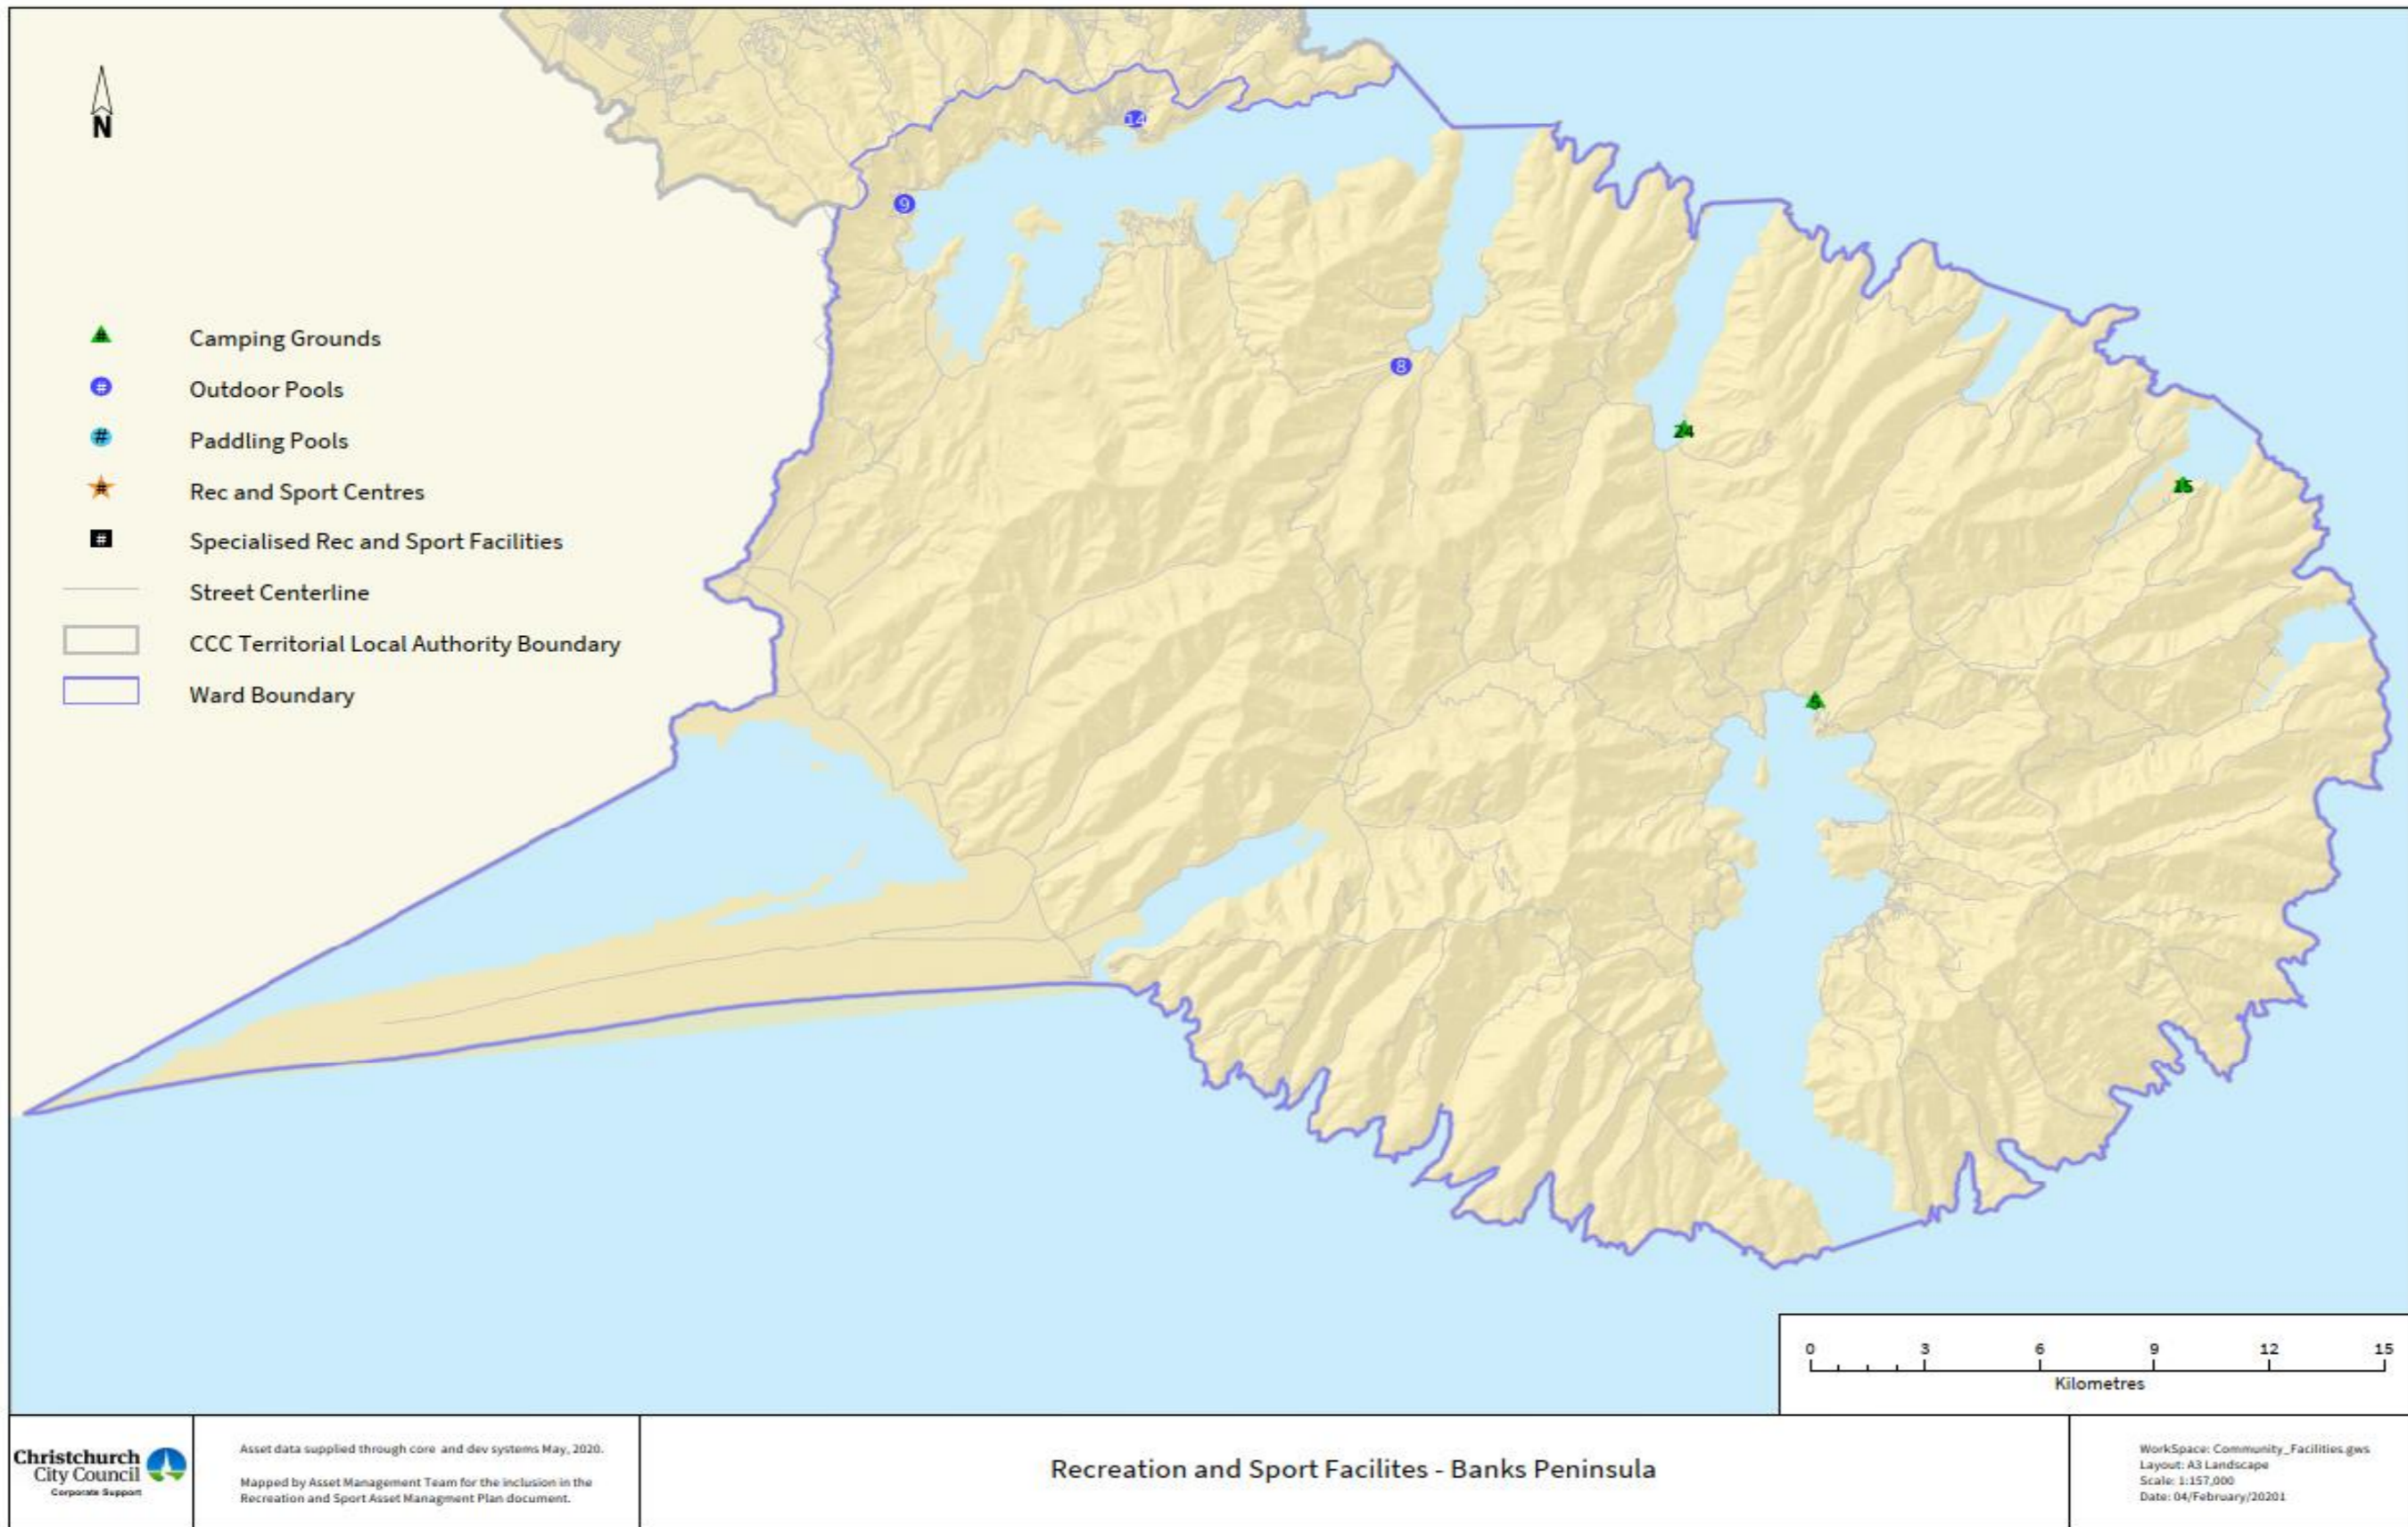 N
14
9
8
24
15
5
# Camping Grounds
# Outdoor Pools
# Paddling Pools
# Rec and Sport Centres
# Specialised Rec and Sport Facilities
Street Centerline
CCC Territorial Local Authority Boundary
Ward Boundary
0 3 6 9 12 15
Kilometres
Christchurch
City Council
Corporate Support
Asset data supplied through core and dev systems May, 2020.
Mapped by Asset Management Team for the inclusion in the
Recreation and Sport Asset Managment Plan document.
Recreation and Sport Facilites - Banks Peninsula
WorkSpace: Community_Facilities.gws
Layout: A3 Landscape
Scale: 1:157,000
Date: 04/February/20201